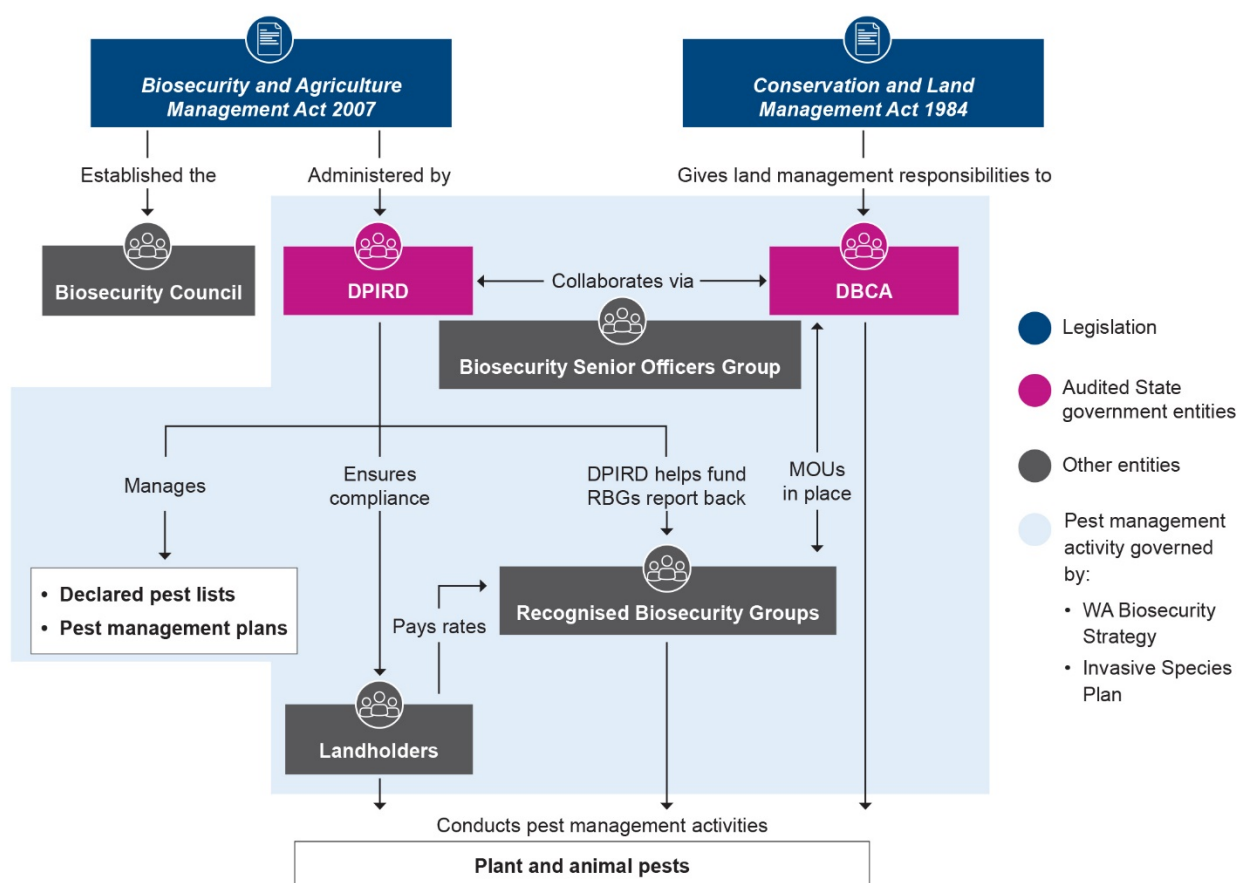 Biosecurity and Agriculture
Management Act 2007
Conservation and Land
Management Act 1984
Established the
Administered by
Gives land management responsibilities to
Biosecurity Council
DPIRD
Collaborates via
DBCA
Biosecurity Senior Officers Group
Manages
Ensures
compliance
DPIRD helps fund
RBGs report back
MOUs
in place
• Declared pest lists
• Pest management plans
Pays rates
Recognised Biosecurity Groups
Landholders
Conducts pest management activities
Plant and animal pests
Legislation
Audited State
government entities
Other entities
Pest management
activity governed
by:
• WA Biosecurity
Strategy
• Invasive Species
Plan